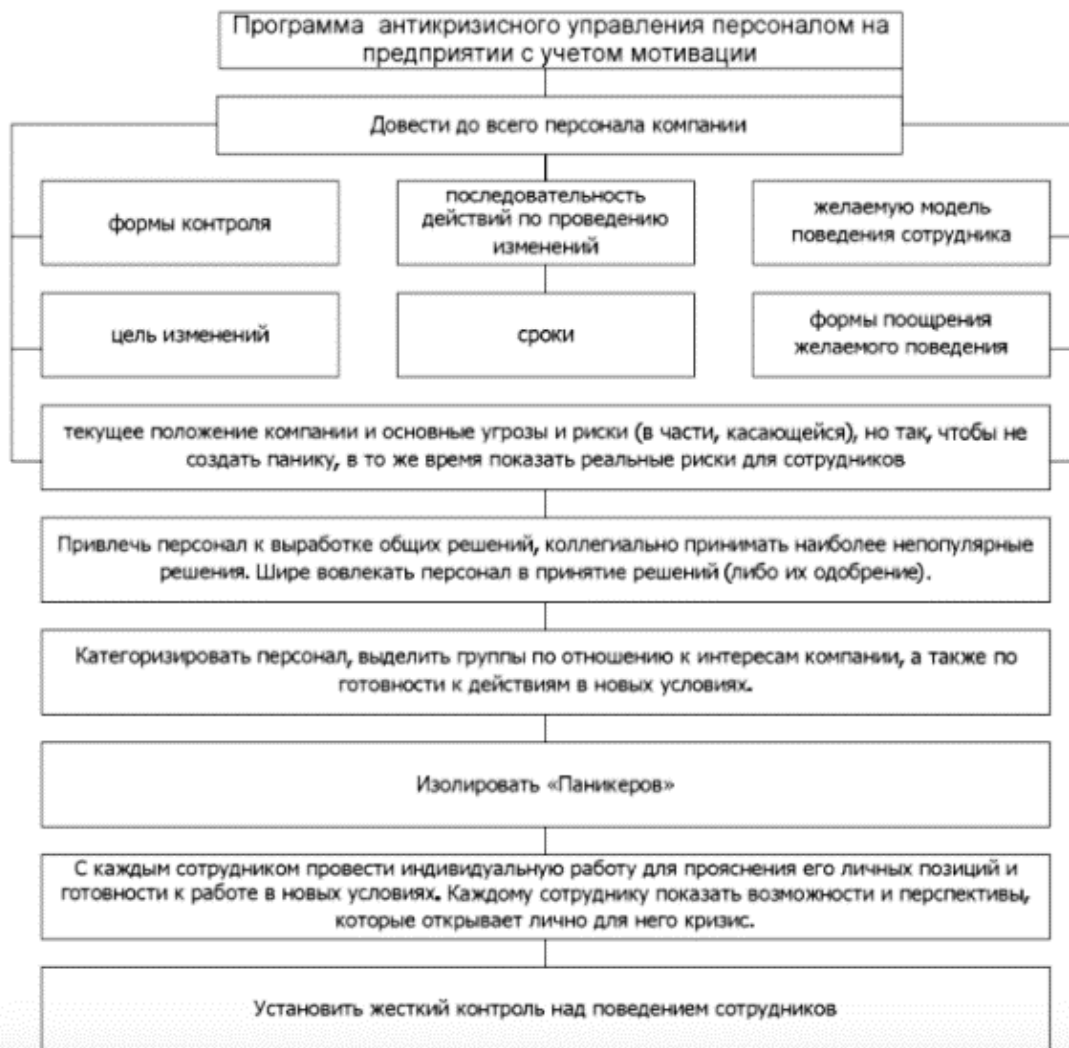 Программа антикризисного управления персоналом на
предприятии с учетом мотивации
Довести до всего персонала компании
формы контроля
последовательность
действий по проведению
изменений
желаемую модель
поведения сотрудника
цель изменений
сроки
формы поощрения
желаемого поведения
текущее положение компании и основные угрозы и риски (в части, касающейся), но так, чтобы не
создать панику, в то же время показать реальные риски для сотрудников
Привлечь персонал к выработке общих решений, коллегиально принимать наиболее непопулярные
решения. Шире вовлекать персонал в принятие решений (либо их одобрение).
Категоризировать персонал, выделить группы по отношению к интересам компании, а также по
готовности к действиям в новых условиях.
Изолировать «Паникеров»
С каждым сотрудником провести индивидуальную работу для прояснения его личных позиций и
готовности к работе в новых условиях. Каждому сотруднику показать возможности и перспективы,
которые открывает лично для него кризис.
Установить жесткий контроль над поведением сотрудников